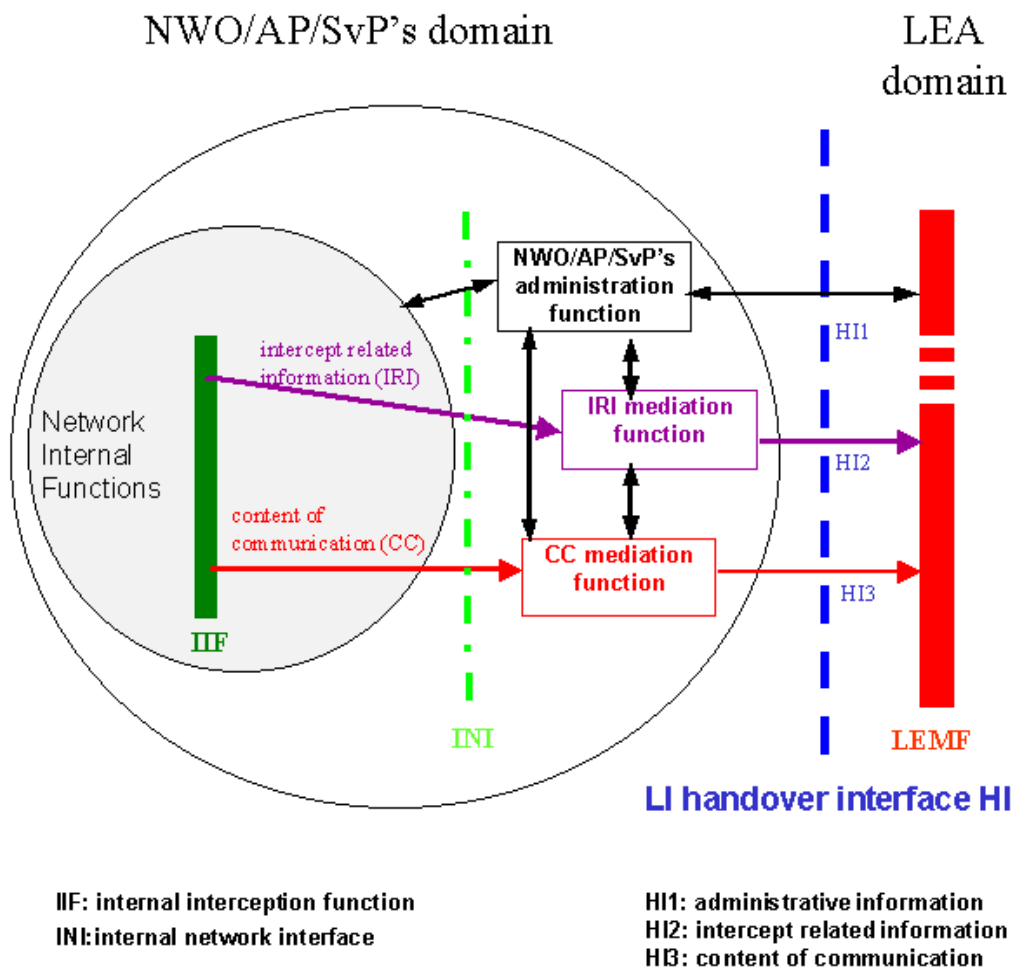 NWO/AP/SvP's domain
LEA
domain
NWO/AP/SvP's
administration
function
HI1
intercept related
information (IRI)
IRI mediation
function
Network
Internal
Functions
HI2
content of
communication (CC)
CC mediation
function
HI3
IIF
INI
LEMF
LI handover interface HI
IIF: internal interception function
INI:internal network interface
HI1: administrative information
HI2: intercept related information
HI3: content of communication